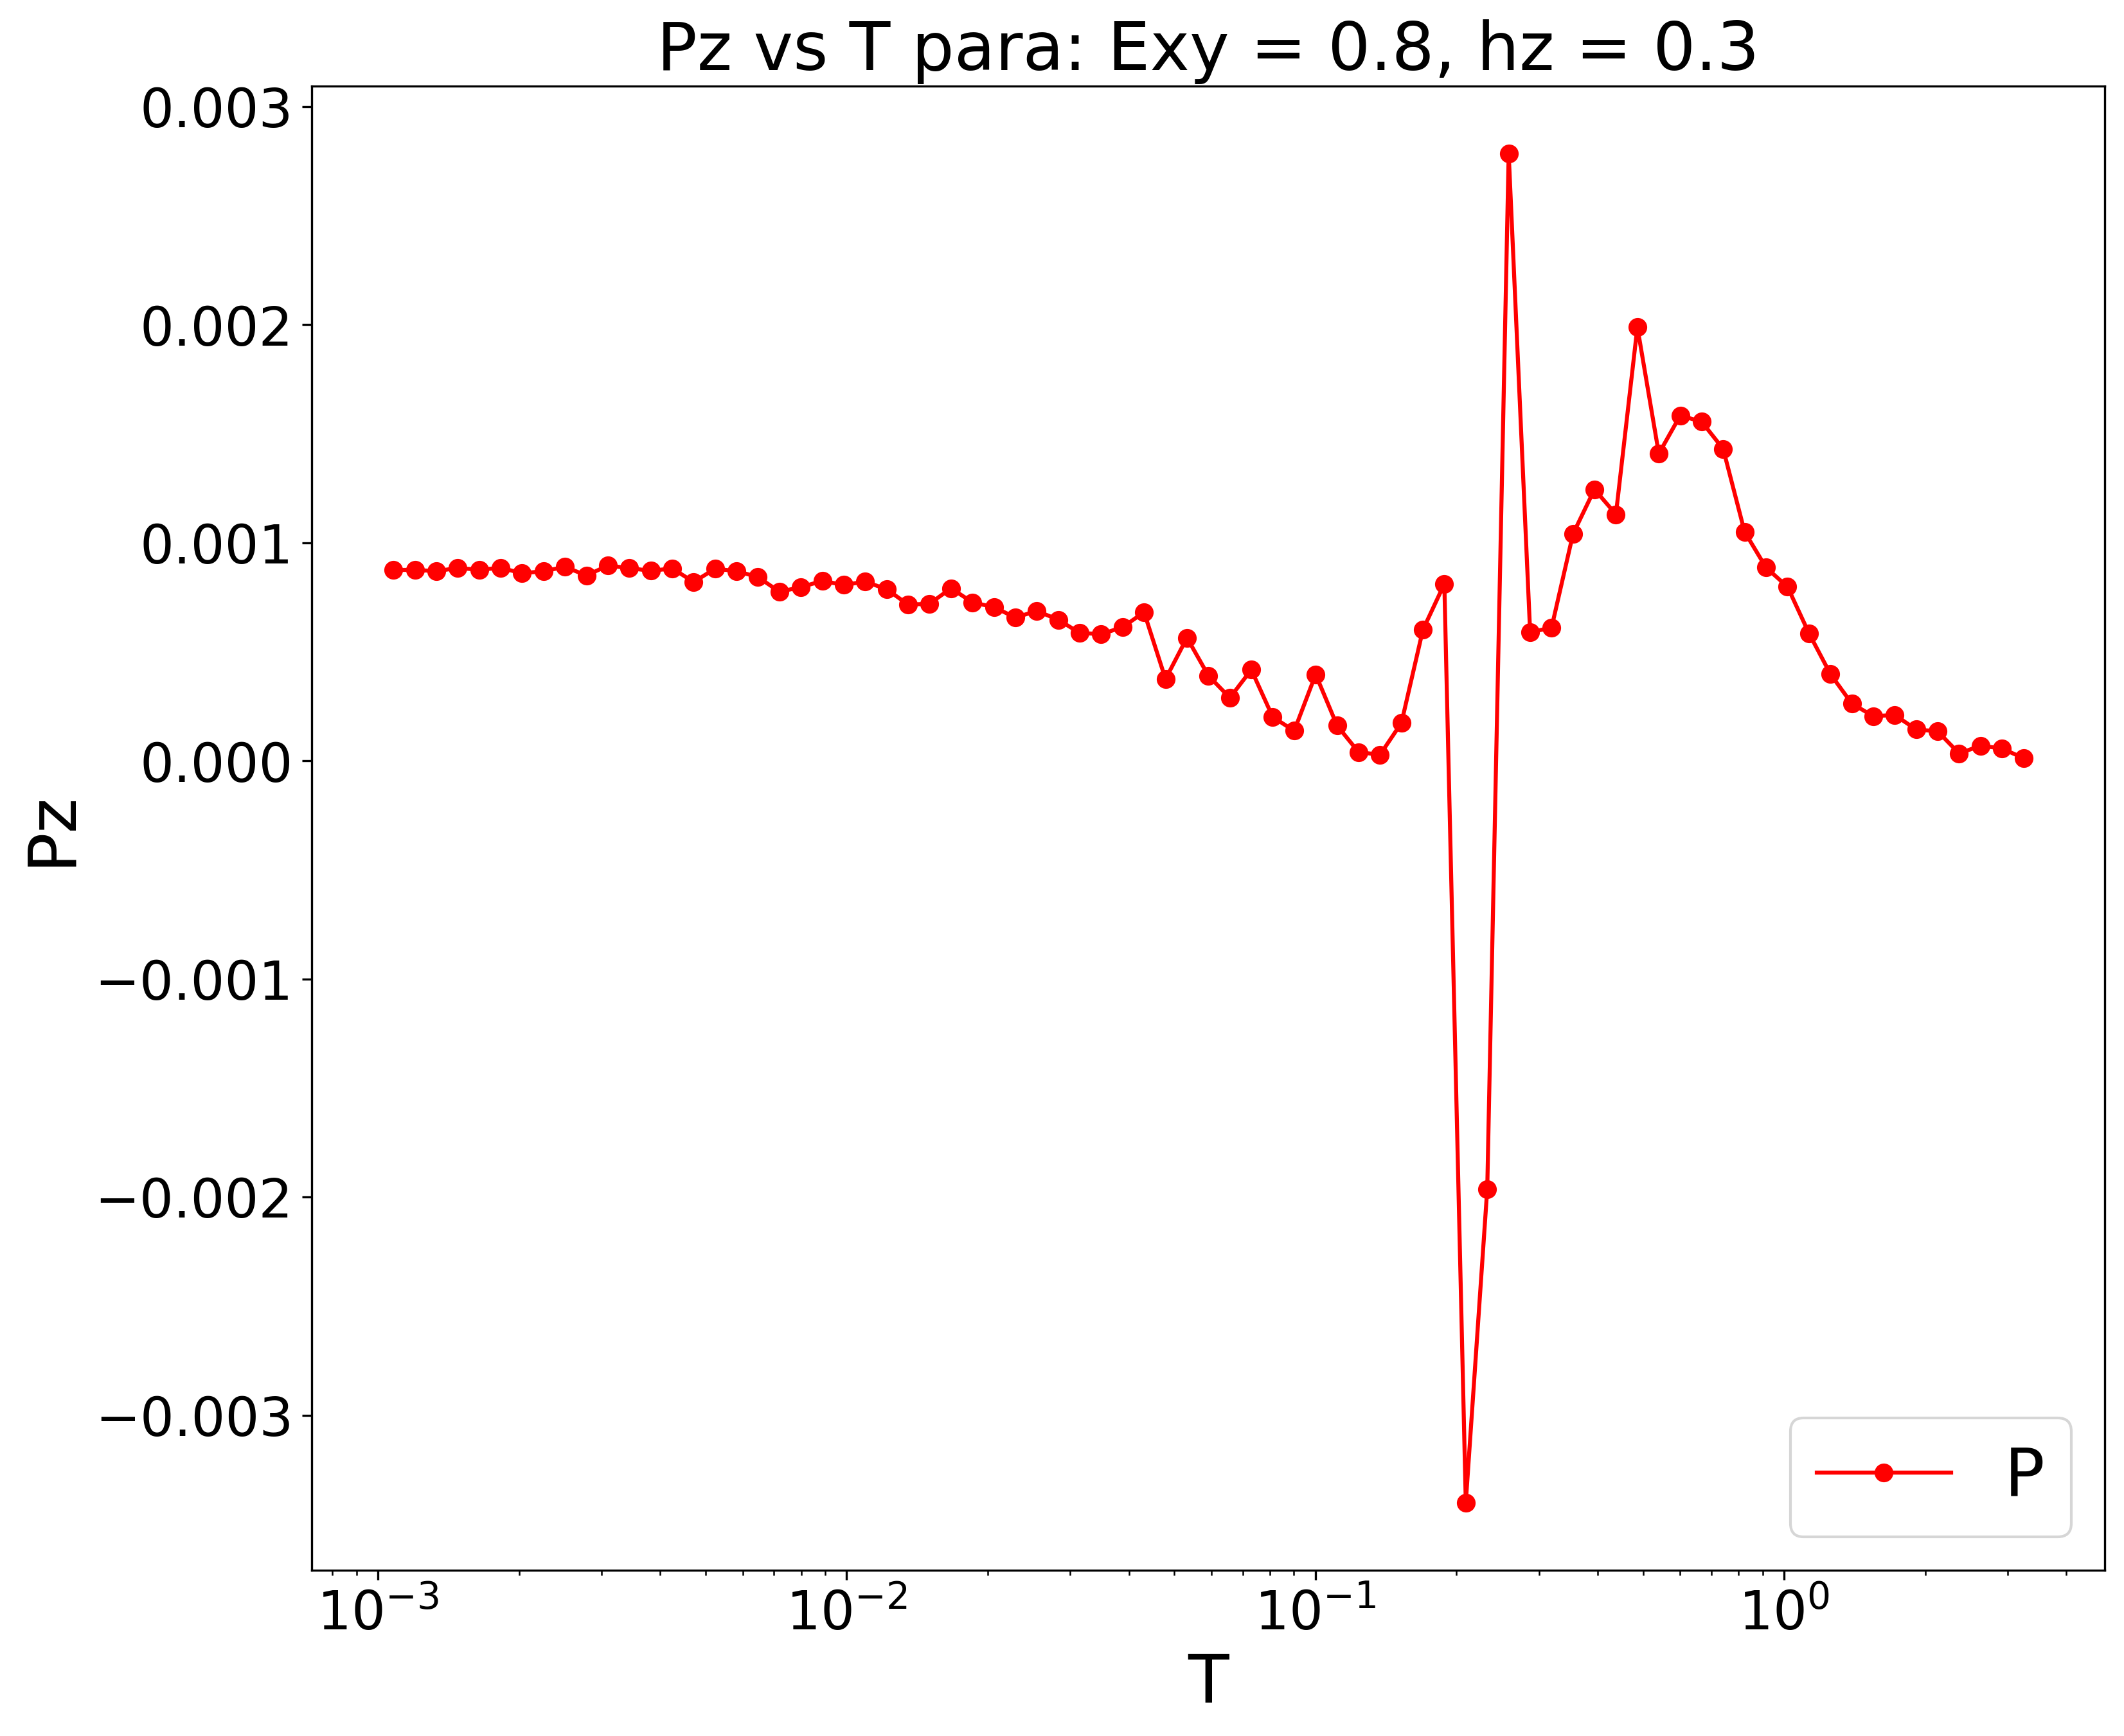 Pz vs T para: Exy = 0.8, hz = 0.3
0.003
0.002
0.001
0.000
−0.001
−0.002
−0.003
Pz
P
10⁻³ 10⁻² 10⁻¹ 10⁰
T